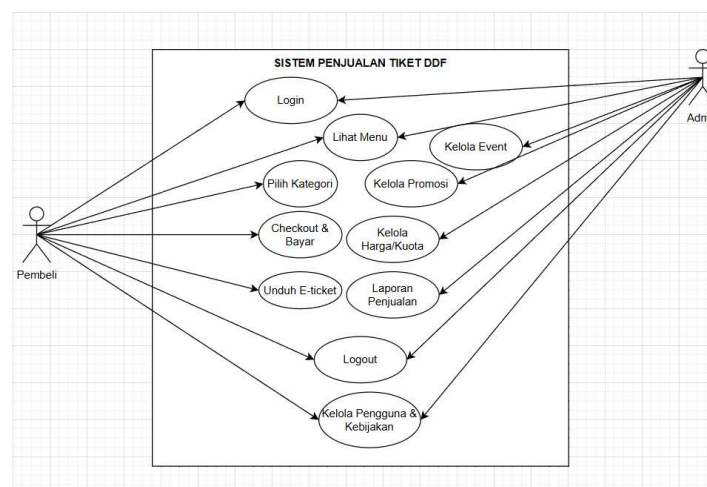 SISTEM PENJUALAN TIKET DDF
Login
Lihat Menu
Kelola Event
Pilih Kategori
Kelola Promosi
Checkout &
Bayar
Kelola
Harga/Kuota
Unduh E-ticket
Laporan
Penjualan
Logout
Kelola Pengguna &
Kebijakan
Pembeli
Adm